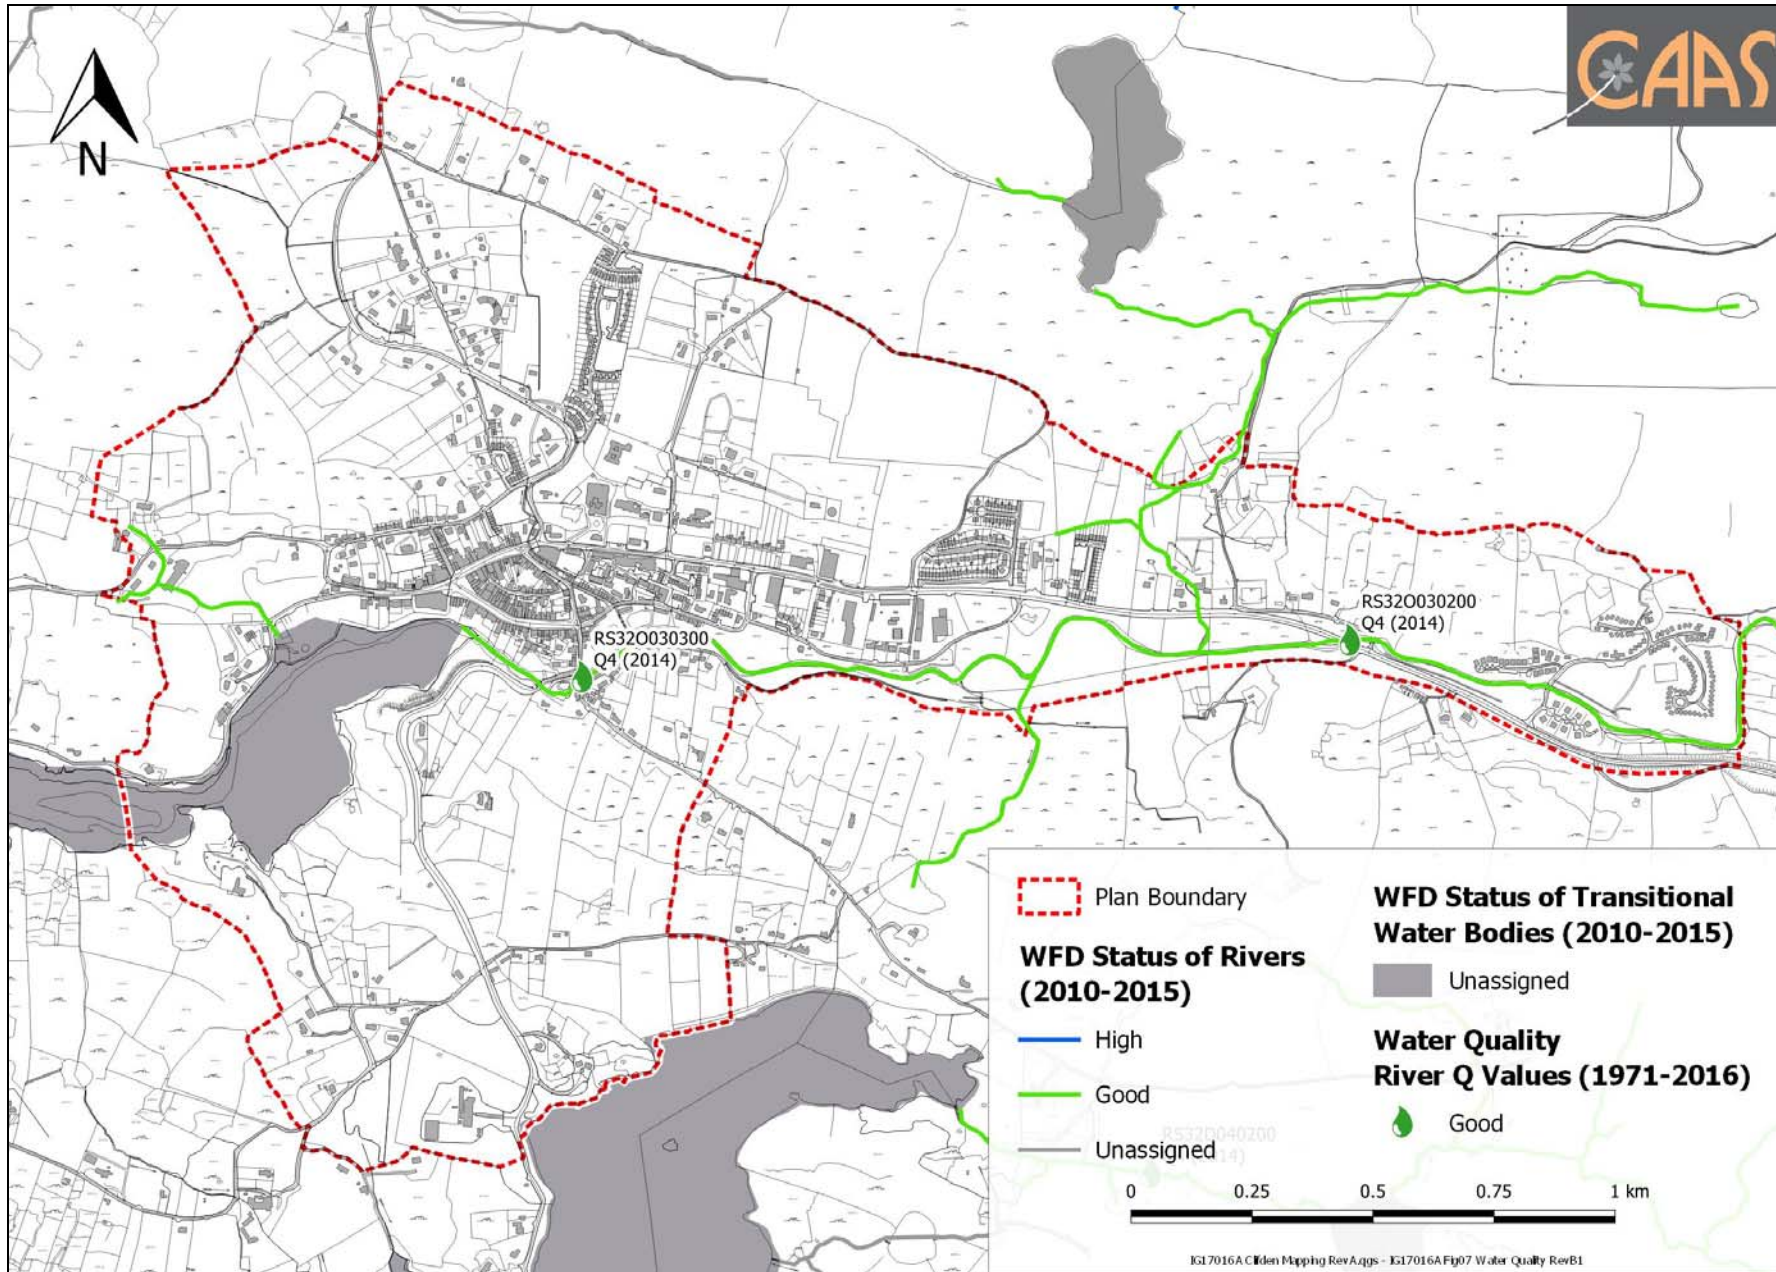 CAAS
N
RS32O030200
Q4 (2014)
RS32O030300
Q4 (2014)
Plan Boundary
WFD Status of Rivers
(2010-2015)
High
Good
Unassigned
WFD Status of Transitional
Water Bodies (2010-2015)
Unassigned
Water Quality
River Q Values (1971-2016)
Good
RS32D040200
0 0.25 0.5 0.75 1 km
IG17016A Clifden Mapping RevA.qgs - IG17016A Fig07 Water Quality RevB1